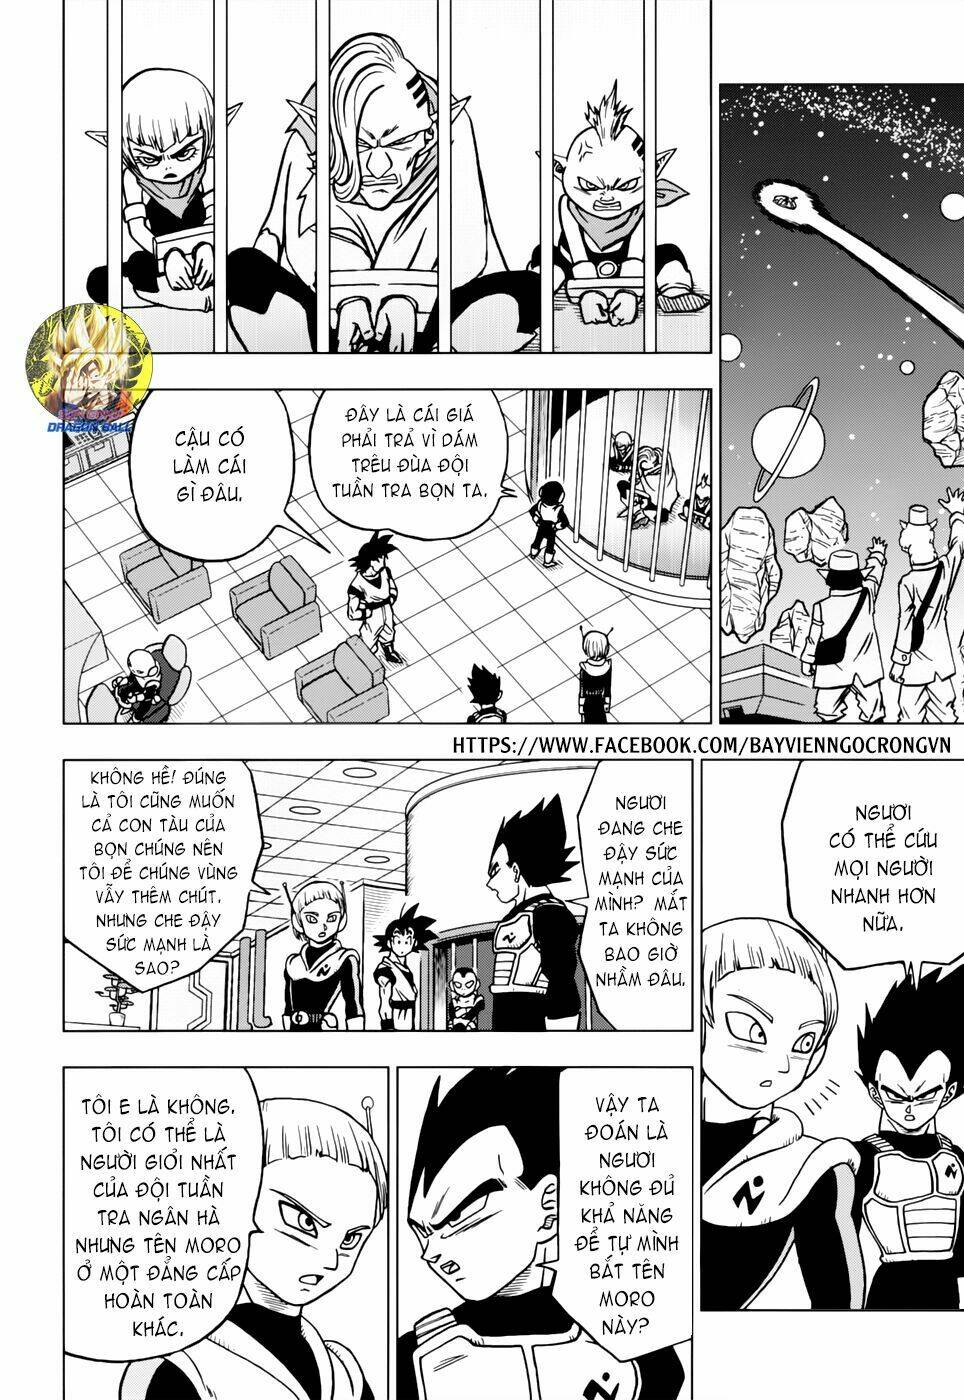 ĐÂY LÀ CÁI GIÁ
PHẢI TRẢ VÌ DÁM
TRÊU ĐÙA ĐỘI
TUẦN TRA BỌN TA.
CẬU CÓ
LÀM CÁI
GÌ ĐÂU.
DRAGON BALL
HTTPS://WWW.FACEBOOK.COM/BAYVIENNGOCRONGVN
NGƯƠI
CÓ THỂ CỨU
MỌI NGƯỜI
NHANH HƠN
NỮA.
NGƯƠI
ĐANG CHE
ĐẬY SỨC
MẠNH CỦA
MÌNH? MẮT
TA KHÔNG
BAO GIỜ
NHẦM ĐÂU.
KHÔNG HỀ! ĐÚNG
LÀ TÔI CŨNG MUỐN
CẢ CON TÀU CỦA
BỌN CHÚNG NÊN
TÔI ĐỂ CHÚNG VÙNG
VẪY THÊM CHÚT.
NHƯNG CHE ĐẬY
SỨC MẠNH LÀ
SAO?
VẬY TA
ĐOÁN LÀ
NGƯƠI
KHÔNG ĐỦ
KHẢ NĂNG
ĐỂ TỰ MÌNH
BẮT TÊN
MORO
NÀY?
TÔI E LÀ KHÔNG.
TÔI CÓ THỂ LÀ
NGƯỜI GIỎI NHẤT
CỦA ĐỘI TUẦN
TRA NGÂN HÀ
NHƯNG TÊN MORO
Ở MỘT ĐẲNG CẤP
HOÀN TOÀN
KHÁC.